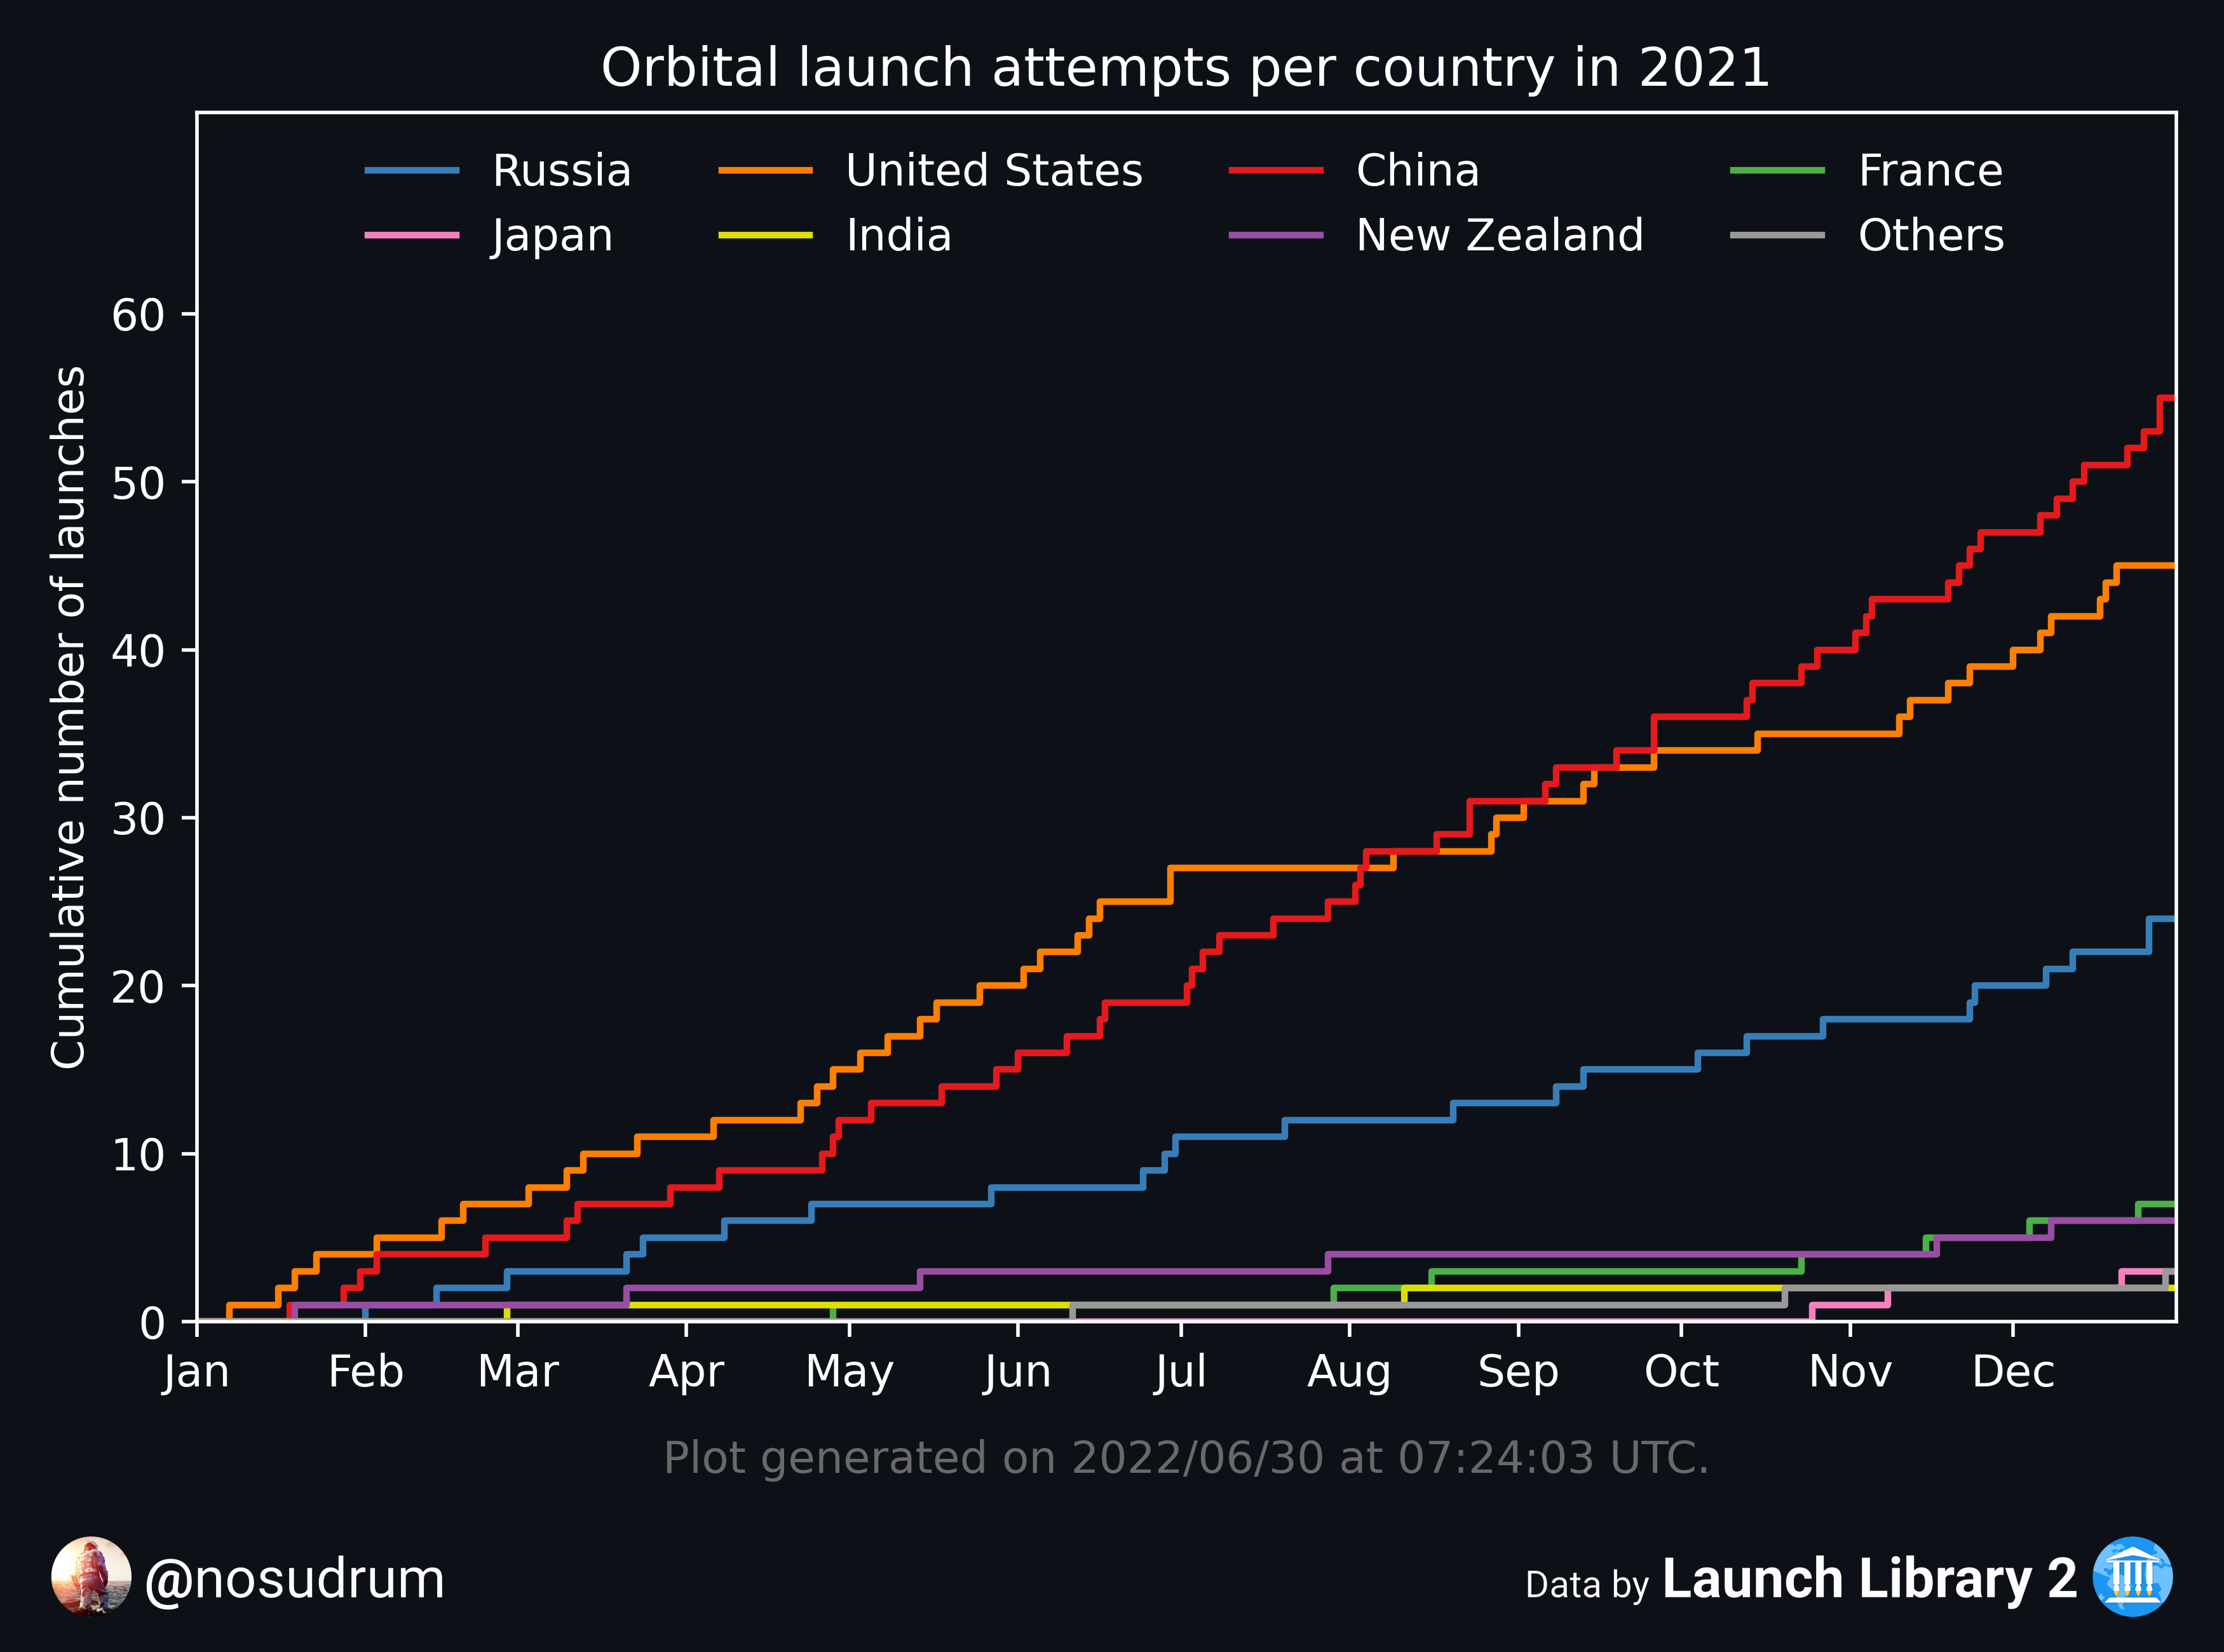 Orbital launch attempts per country in 2021
Russia United States China France
Japan India New Zealand Others
Cumulative number of launches
60
50
40
30
20
10
0
Jan Feb Mar Apr May Jun Jul Aug Sep Oct Nov Dec
Plot generated on 2022/06/30 at 07:24:03 UTC.
@nosudrum
Data by Launch Library 2